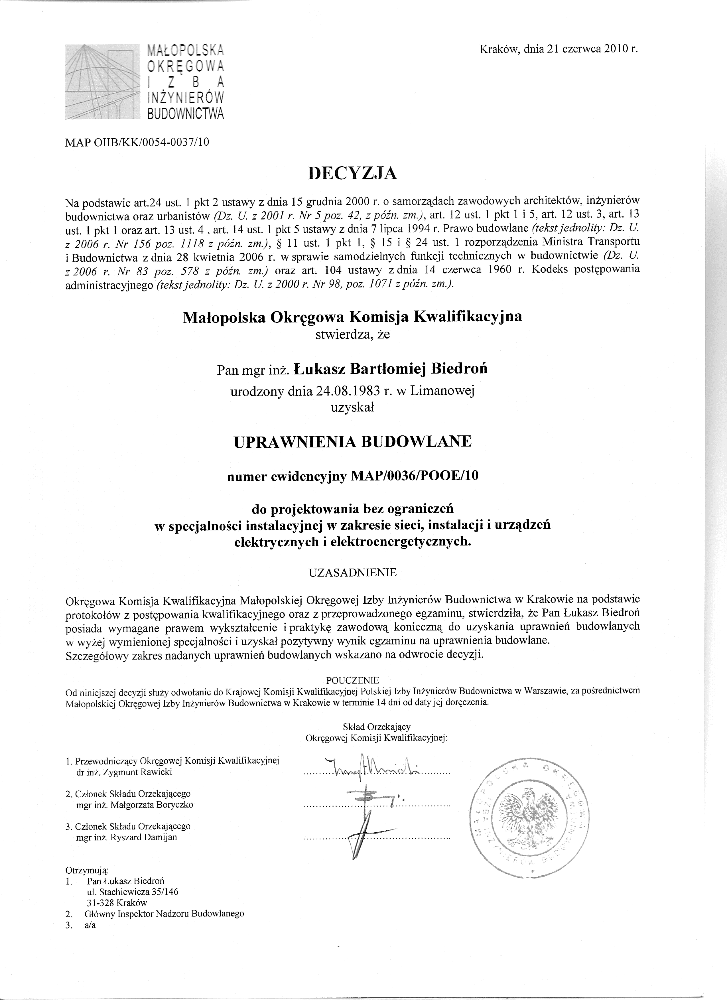 MAŁOPOLSKA
OKRĘGOWA
IZBA
INŻYNIERÓW
BUDOWNICTWA
Kraków, dnia 21 czerwca 2010 r.
MAP OIIB/KK/0054-0037/10
DECYZJA
Na podstawie art.24 ust. 1 pkt 2 ustawy z dnia 15 grudnia 2000 r. o samorządach zawodowych architektów, inżynierów
budownictwa oraz urbanistów (Dz. U. z 2001 r. Nr 5 poz. 42, z późn. zm.), art. 12 ust. 1 pkt 1 i 5, art. 12 ust. 3, art. 13
ust. 1 pkt 1 oraz art. 13 ust. 4 , art. 14 ust. 1 pkt 5 ustawy z dnia 7 lipca 1994 r. Prawo budowlane (tekst jednolity: Dz. U.
z 2006 r. Nr 156 poz. 1118 z późn. zm.), § 11 ust. 1 pkt 1, § 15 i § 24 ust. 1 rozporządzenia Ministra Transportu
i Budownictwa z dnia 28 kwietnia 2006 r. w sprawie samodzielnych funkcji technicznych w budownictwie (Dz. U.
z 2006 r. Nr 83 poz. 578 z późn. zm.) oraz art. 104 ustawy z dnia 14 czerwca 1960 r. Kodeks postępowania
administracyjnego (tekst jednolity: Dz. U. z 2000 r. Nr 98, poz. 1071 z późn. zm.).
Małopolska Okręgowa Komisja Kwalifikacyjna
stwierdza, że
Pan mgr inż. Łukasz Bartłomiej Biedroń
urodzony dnia 24.08.1983 r. w Limanowej
uzyskał
UPRAWNIENIA BUDOWLANE
numer ewidencyjny MAP/0036/POOE/10
do projektowania bez ograniczeń
w specjalności instalacyjnej w zakresie sieci, instalacji i urządzeń
elektrycznych i elektroenergetycznych.
UZASADNIENIE
Okręgowa Komisja Kwalifikacyjna Małopolskiej Okręgowej Izby Inżynierów Budownictwa w Krakowie na podstawie
protokołów z postępowania kwalifikacyjnego oraz z przeprowadzonego egzaminu, stwierdziła, że Pan Łukasz Biedroń
posiada wymagane prawem wykształcenie i praktykę zawodową konieczną do uzyskania uprawnień budowlanych
w wyżej wymienionej specjalności i uzyskał pozytywny wynik egzaminu na uprawnienia budowlane.
Szczegółowy zakres nadanych uprawnień budowlanych wskazano na odwrocie decyzji.
POUCZENIE
Od niniejszej decyzji służy odwołanie do Krajowej Komisji Kwalifikacyjnej Polskiej Izby Inżynierów Budownictwa w Warszawie, za pośrednictwem
Małopolskiej Okręgowej Izby Inżynierów Budownictwa w Krakowie w terminie 14 dni od daty jej doręczenia.
Skład Orzekający
Okręgowej Komisji Kwalifikacyjnej:
1. Przewodniczący Okręgowej Komisji Kwalifikacyjnej
dr inż. Zygmunt Rawicki
2. Członek Składu Orzekającego
mgr inż. Małgorzata Boryczko
3. Członek Składu Orzekającego
mgr inż. Ryszard Damijan
MAŁOPOLSKA OKRĘGOWA
IZBA INŻYNIERÓW BUDOWNICTWA
Otrzymują:
1. Pan Łukasz Biedroń
ul. Stachiewicza 35/146
31-328 Kraków
2. Główny Inspektor Nadzoru Budowlanego
3. a/a